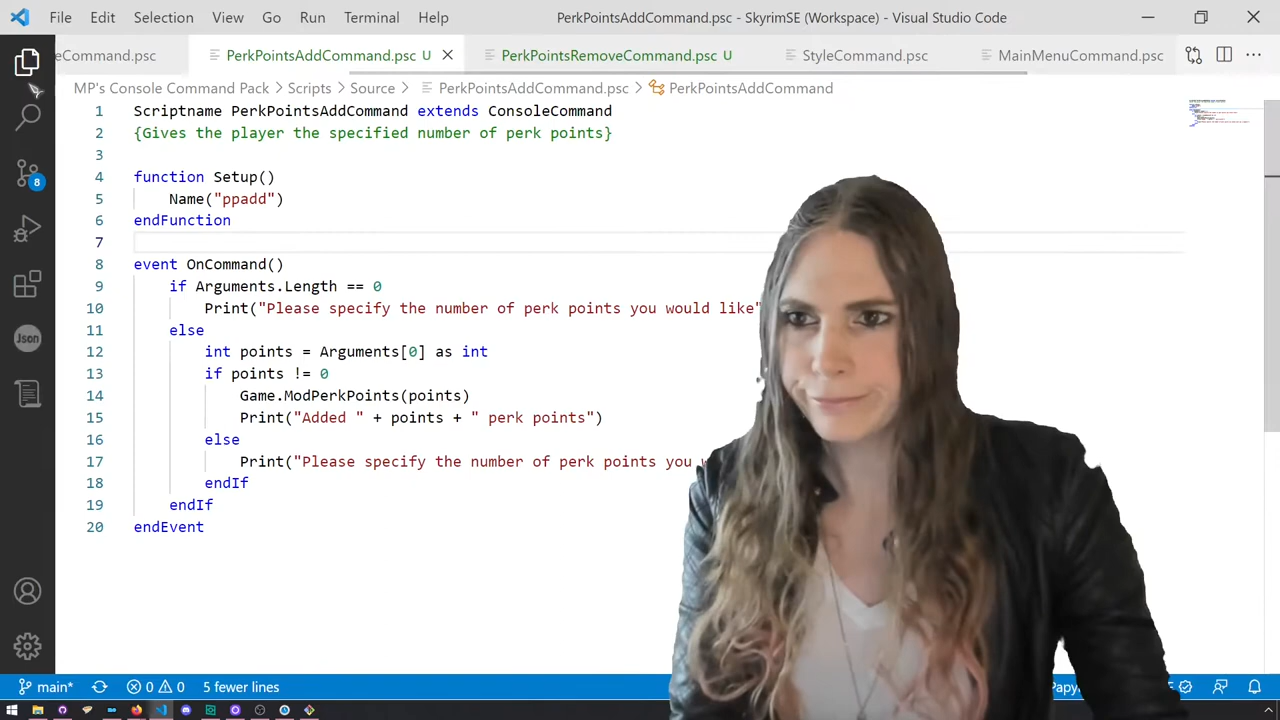 File Edit Selection View Go Run Terminal Help PerkPointsAddCommand.psc - SkyrimSE (Workspace) - Visual Studio Code
eCommand.psc PerkPointsAddCommand.psc U PerkPointsRemoveCommand.psc U StyleCommand.psc MainMenuCommand.psc
MP's Console Command Pack > Scripts > Source > PerkPointsAddCommand.psc > PerkPointsAddCommand
1 Scriptname PerkPointsAddCommand extends ConsoleCommand
2 {Gives the player the specified number of perk points}
3
4 function Setup()
5 Name("ppadd")
6 endFunction
7
8 event OnCommand()
9 if Arguments.Length == 0
10 Print("Please specify the number of perk points you would like"
11 else
12 int points = Arguments[0] as int
13 if points != 0
14 Game.ModPerkPoints(points)
15 Print("Added " + points + " perk points")
16 else
17 Print("Please specify the number of perk points you
18 endIf
19 endIf
20 endEvent
8
Json
main* 0 0 5 fewer lines Papy